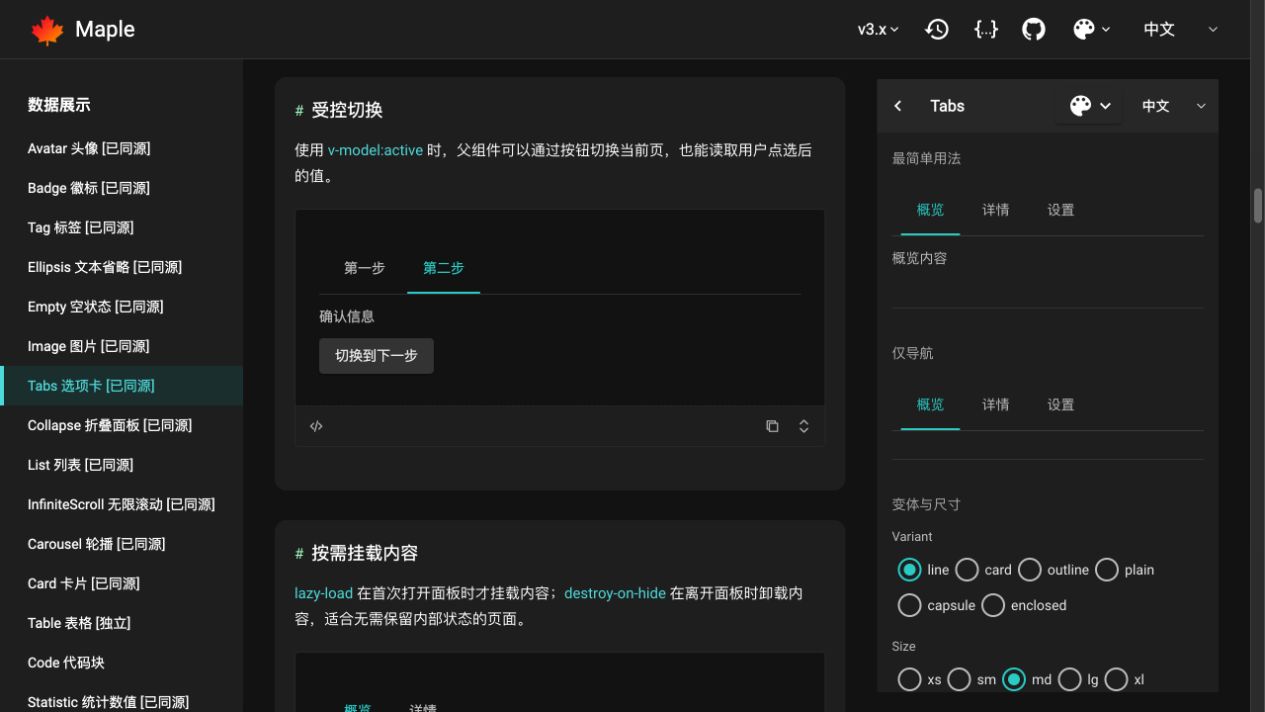 Maple
v3.x
中文
数据展示
Avatar 头像 [已同源]
Badge 徽标 [已同源]
Tag 标签 [已同源]
Ellipsis 文本省略 [已同源]
Empty 空状态 [已同源]
Image 图片 [已同源]
Tabs 选项卡 [已同源]
Collapse 折叠面板 [已同源]
List 列表 [已同源]
InfiniteScroll 无限滚动 [已同源]
Carousel 轮播 [已同源]
Card 卡片 [已同源]
Table 表格 [独立]
Code 代码块
Statistic 统计数值 [已同源]
# 受控切换
使用 v-model:active 时，父组件可以通过按钮切换当前页，也能读取用户点选后
的值。
第一步 第二步
确认信息
切换到下一步
# 按需挂载内容
lazy-load 在首次打开面板时才挂载内容；destroy-on-hide 在离开面板时卸载内
容，适合无需保留内部状态的页面。
概览 详情
Tabs
中文
最简单用法
概览 详情 设置
概览内容
仅导航
概览 详情 设置
变体与尺寸
Variant
line card outline plain
capsule enclosed
Size
xs sm md lg xl